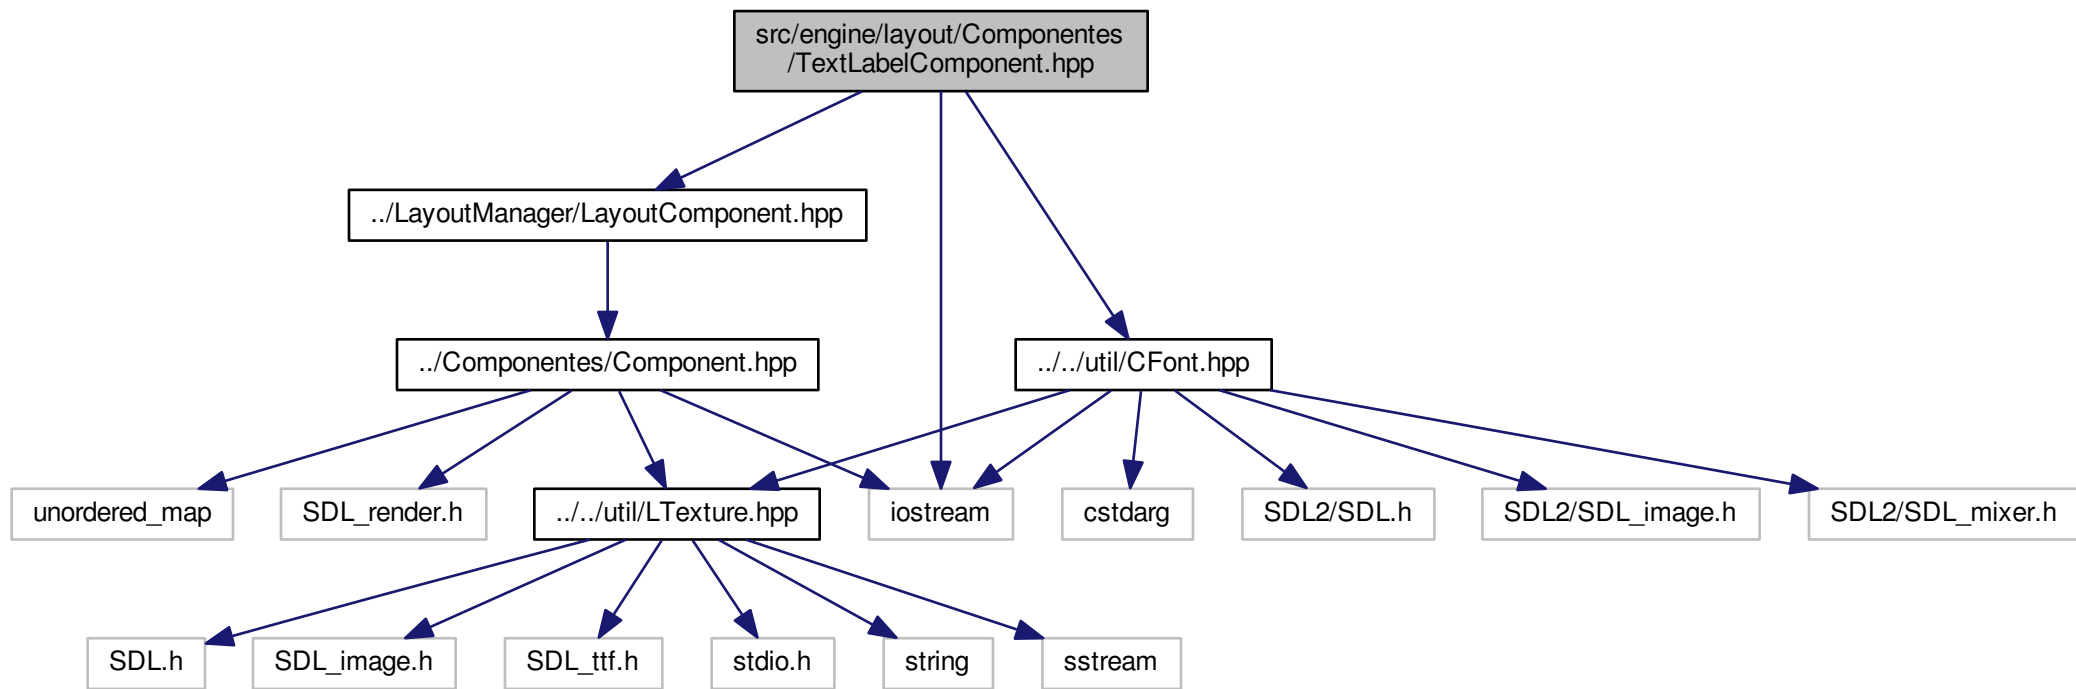 src/engine/layout/Componentes
/TextLabelComponent.hpp
../LayoutManager/LayoutComponent.hpp
../Componentes/Component.hpp
../../util/CFont.hpp
unordered_map
SDL_render.h
../../util/LTexture.hpp
iostream
cstdarg
SDL2/SDL.h
SDL2/SDL_image.h
SDL2/SDL_mixer.h
SDL.h
SDL_image.h
SDL_ttf.h
stdio.h
string
sstream